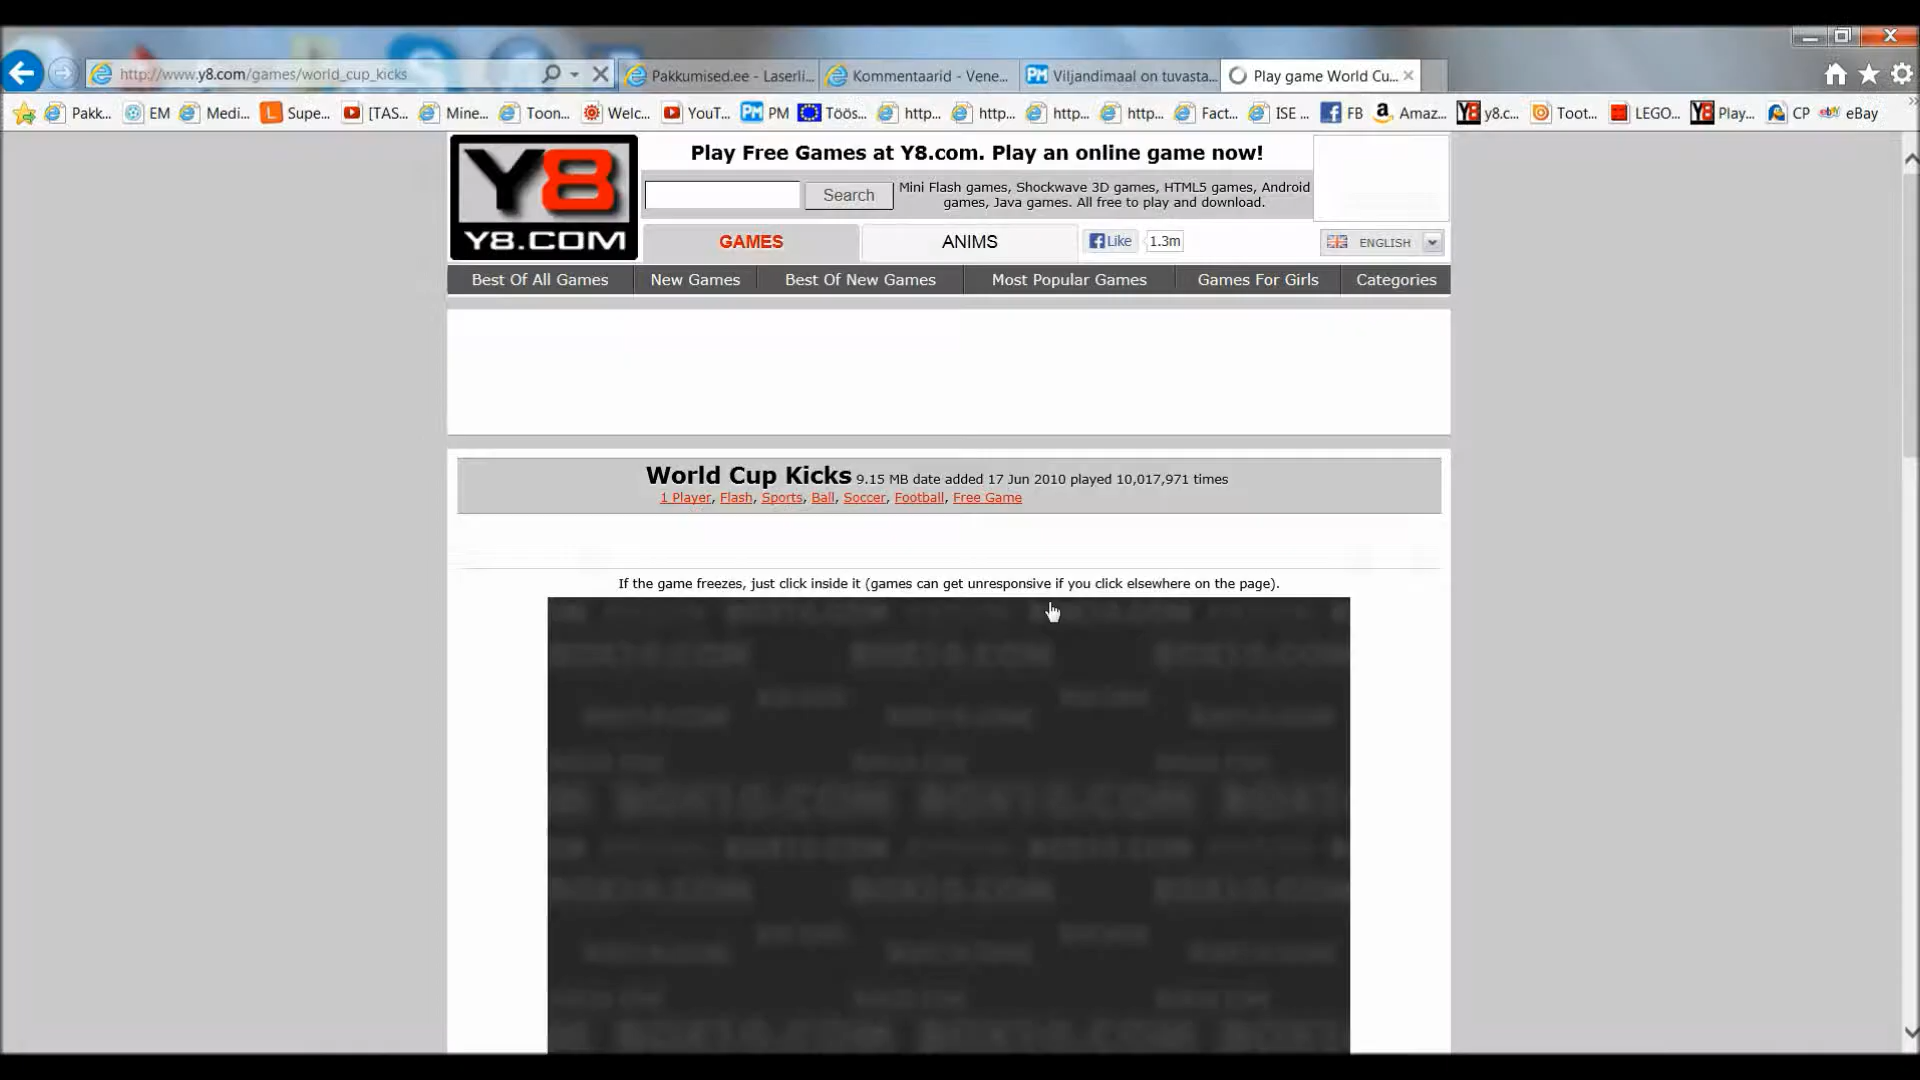 http://www.y8.com/games/world_cup_kicks
Pakkumised.ee - Laserli...
Kommentaarid - Vene...
PM Viljandimaal on tuvasta...
Play game World Cu...
Pakk...
EM
Medi...
L Supe...
[TAS...
Mine...
Toon...
Welc...
YouT...
PM PM
Töös...
http...
http...
http...
http...
Fact...
ISE ...
FB
a Amaz...
Y8 y8.c...
Toot...
LEGO...
Y8 Play...
CP
ebay eBay
Y8
Y8.COM
Play Free Games at Y8.com. Play an online game now!
Search
Mini Flash games, Shockwave 3D games, HTML5 games, Android
games, Java games. All free to play and download.
GAMES
ANIMS
Like
1.3m
ENGLISH
Best Of All Games
New Games
Best Of New Games
Most Popular Games
Games For Girls
Categories
World Cup Kicks 9.15 MB date added 17 Jun 2010 played 10,017,971 times
1 Player, Flash, Sports, Ball, Soccer, Football, Free Game
If the game freezes, just click inside it (games can get unresponsive if you click elsewhere on the page).